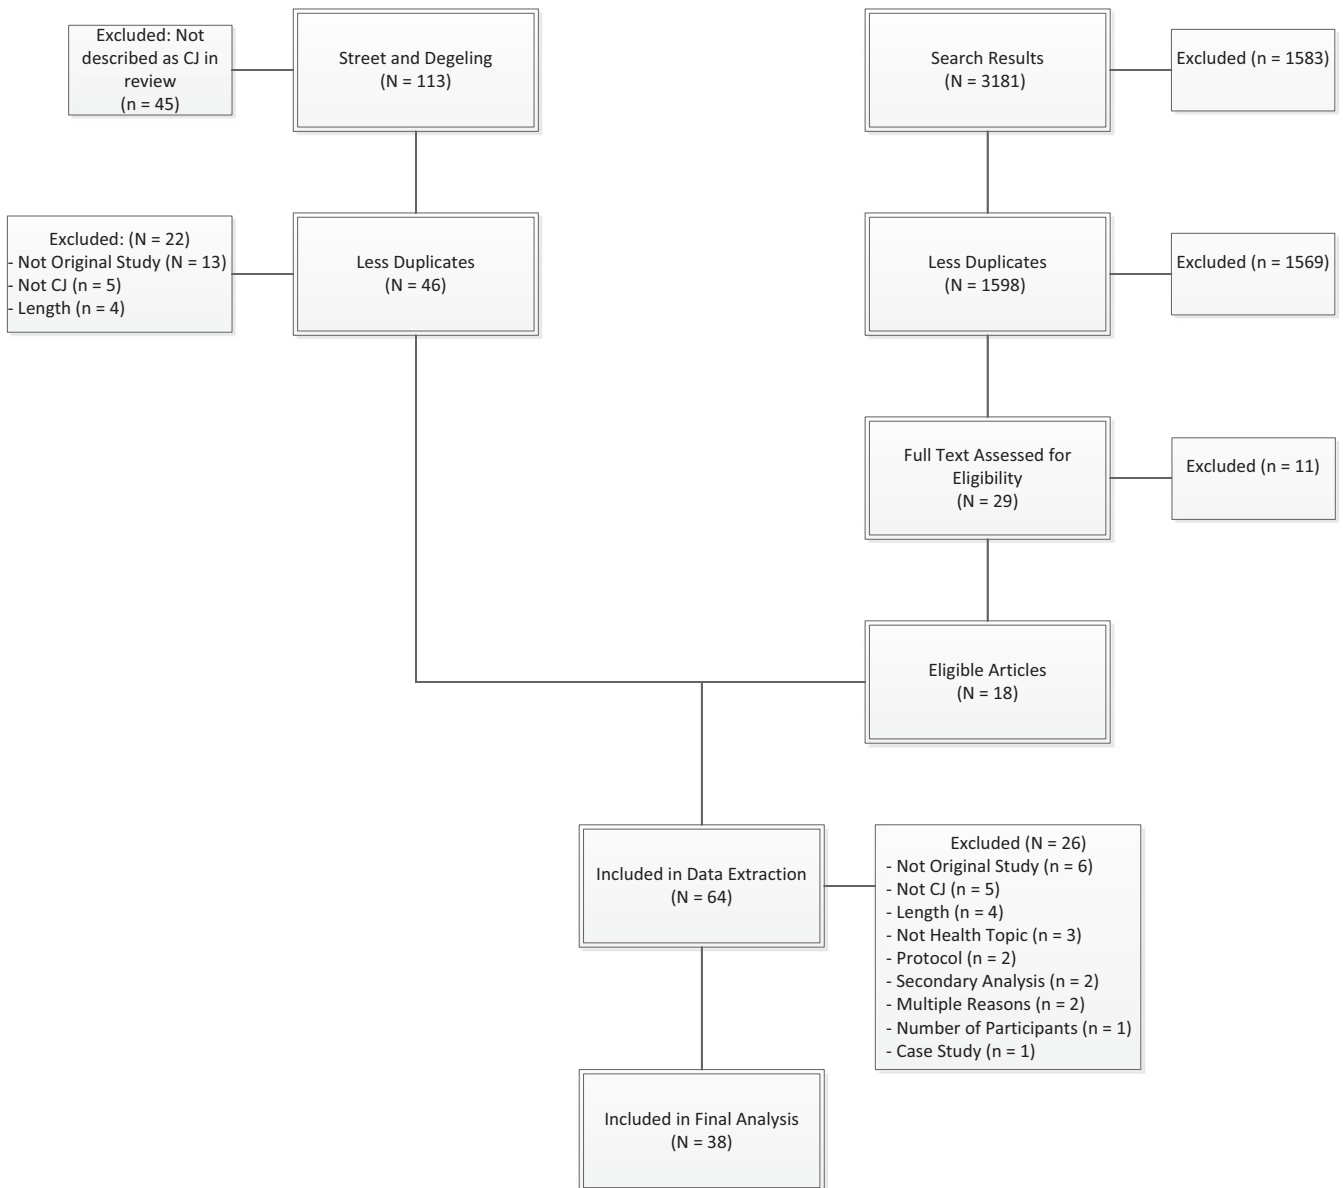 Excluded: Not
described as CJ in
review
(n = 45)
Street and Degeling
(N = 113)
Search Results
(N = 3181)
Excluded (n = 1583)
Excluded: (N = 22)
- Not Original Study (N = 13)
- Not CJ (n = 5)
- Length (n = 4)
Less Duplicates
(N = 46)
Less Duplicates
(N = 1598)
Excluded (n = 1569)
Full Text Assessed for
Eligibility
(N = 29)
Excluded (n = 11)
Eligible Articles
(N = 18)
Included in Data Extraction
(N = 64)
Excluded (N = 26)
- Not Original Study (n = 6)
- Not CJ (n = 5)
- Length (n = 4)
- Not Health Topic (n = 3)
- Protocol (n = 2)
- Secondary Analysis (n = 2)
- Multiple Reasons (n = 2)
- Number of Participants (n = 1)
- Case Study (n = 1)
Included in Final Analysis
(N = 38)